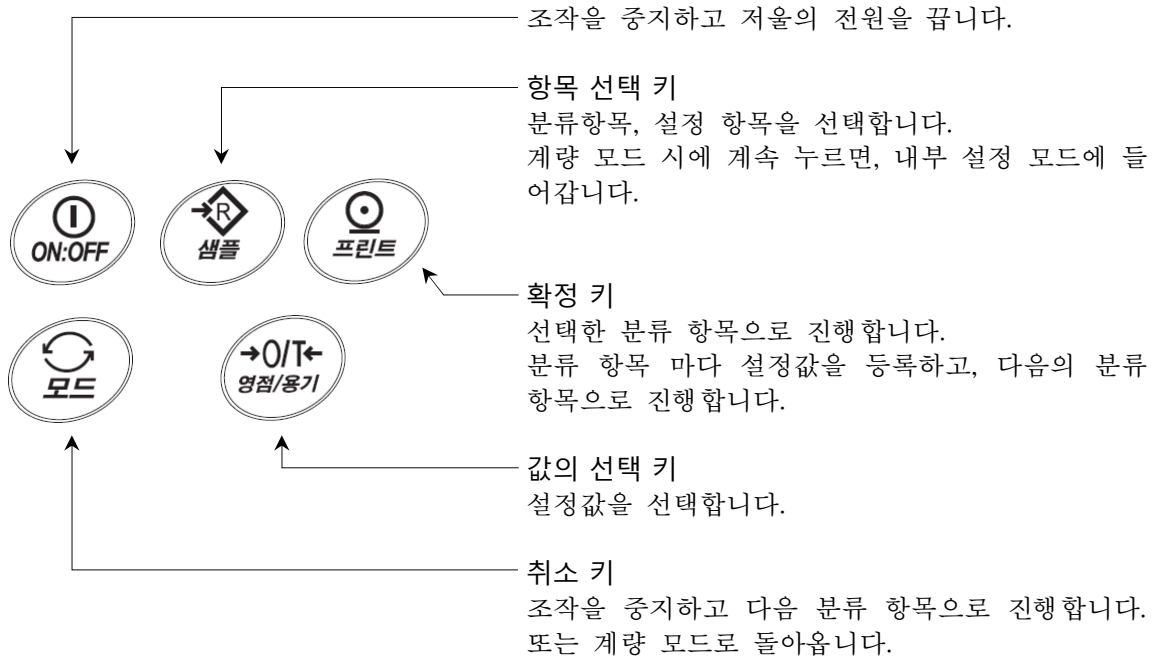 조작을 중지하고 저울의 전원을 끕니다.
항목 선택 키
분류항목, 설정 항목을 선택합니다.
계량 모드 시에 계속 누르면, 내부 설정 모드에 들
어갑니다.
ON:OFF
R
샘플
프린트
확정 키
선택한 분류 항목으로 진행합니다.
분류 항목 마다 설정값을 등록하고, 다음의 분류
항목으로 진행합니다.
모드
→0/T←
영점/용기
값의 선택 키
설정값을 선택합니다.
취소 키
조작을 중지하고 다음 분류 항목으로 진행합니다.
또는 계량 모드로 돌아옵니다.